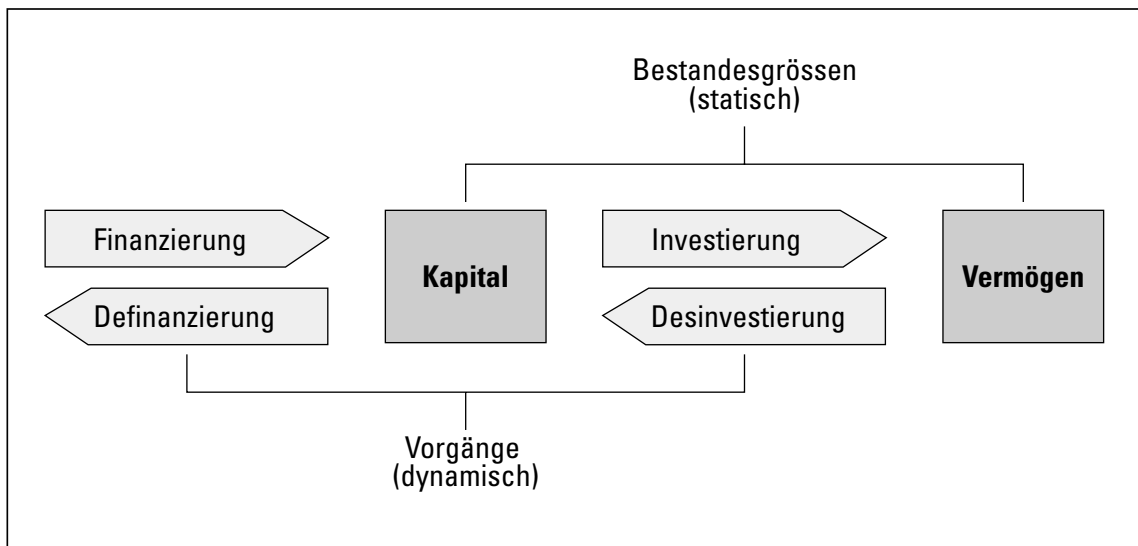 Bestandesgrössen
(statisch)
Finanzierung
Definanzierung
Kapital
Investierung
Desinvestierung
Vermögen
Vorgänge
(dynamisch)